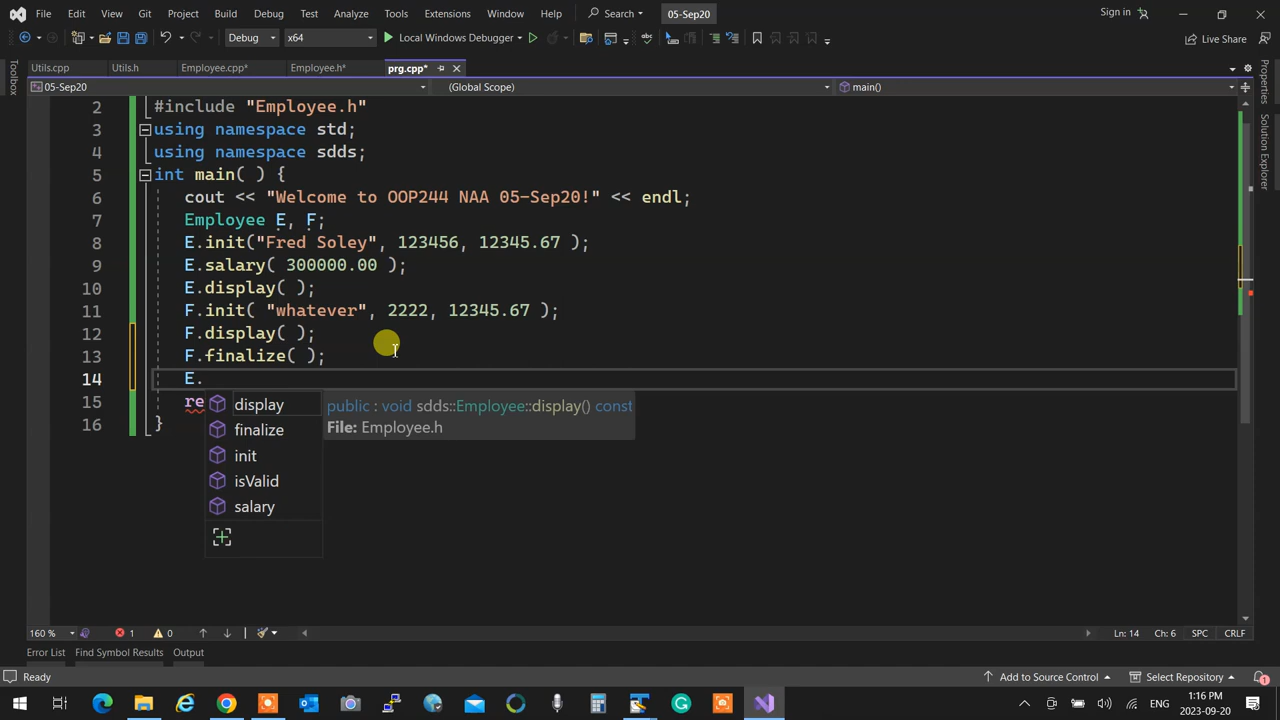 File Edit View Git Project Build Debug Test Analyze Tools Extensions Window Help Search 05-Sep20 Sign in
Debug x64 Local Windows Debugger Live Share
Toolbox
Utils.cpp Utils.h Employee.cpp* Employee.h* prg.cpp*
05-Sep20 (Global Scope) main()
Properties
Solution Explorer
2 #include "Employee.h"
3 using namespace std;
4 using namespace sdds;
5 int main( ) {
6 cout << "Welcome to OOP244 NAA 05-Sep20!" << endl;
7 Employee E, F;
8 E.init("Fred Soley", 123456, 12345.67 );
9 E.salary( 300000.00 );
10 E.display( );
11 F.init( "whatever", 2222, 12345.67 );
12 F.display( );
13 F.finalize( );
14 E.
15 re
16 }
display
finalize
init
isValid
salary
public : void sdds::Employee::display() const
File: Employee.h
160 % 1 0 Ln: 14 Ch: 6 SPC CRLF
Error List Find Symbol Results Output
Ready Add to Source Control Select Repository 1
ENG 1:16 PM 2023-09-20